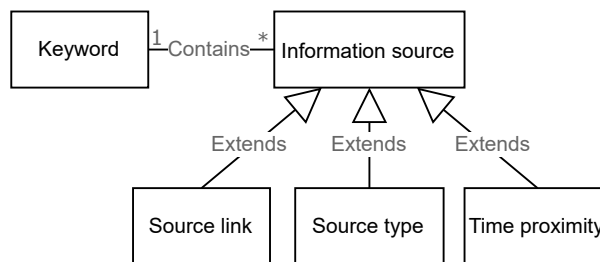 Keyword
1
Contains
*
Information source
Extends
Extends
Extends
Source link
Source type
Time proximity